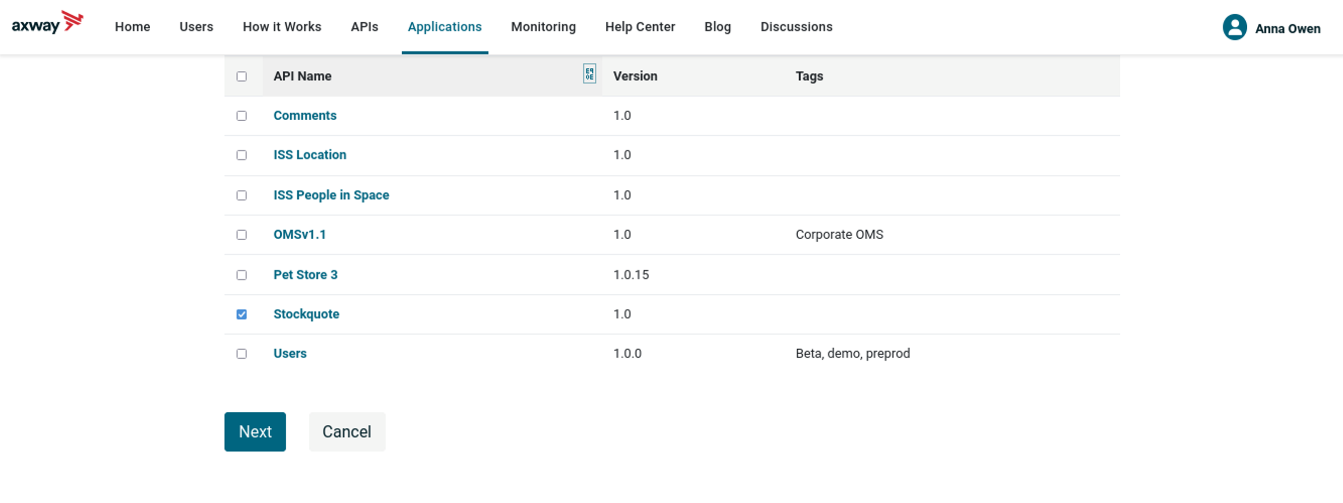 axway Home Users How it Works APIs Applications Monitoring Help Center Blog Discussions Anna Owen
API Name Version Tags
Comments 1.0
ISS Location 1.0
ISS People in Space 1.0
OMSv1.1 1.0 Corporate OMS
Pet Store 3 1.0.15
Stockquote 1.0
Users 1.0.0 Beta, demo, preprod
Next Cancel